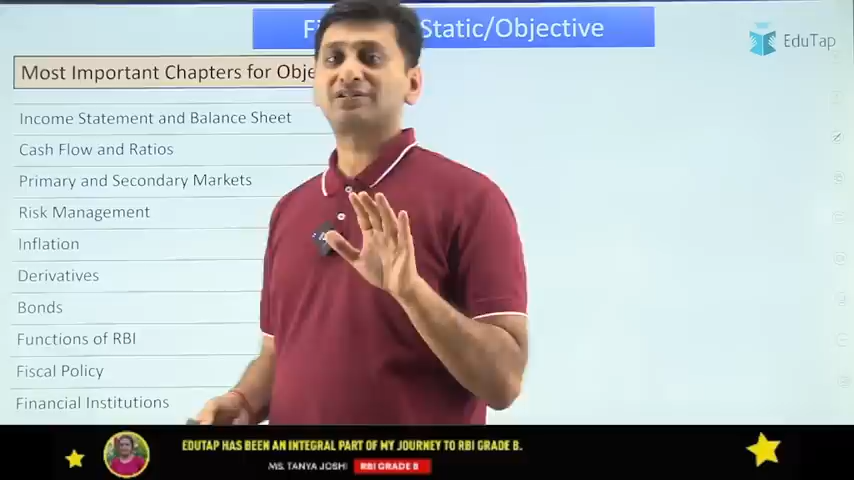 Fi Static/Objective
EduTap
Most Important Chapters for Obje
Income Statement and Balance Sheet
Cash Flow and Ratios
Primary and Secondary Markets
Risk Management
Inflation
Derivatives
Bonds
Functions of RBI
Fiscal Policy
Financial Institutions
EDUTAP HAS BEEN AN INTEGRAL PART OF MY JOURNEY TO RBI GRADE B.
MS. TANYA JOSHI RBI GRADE B